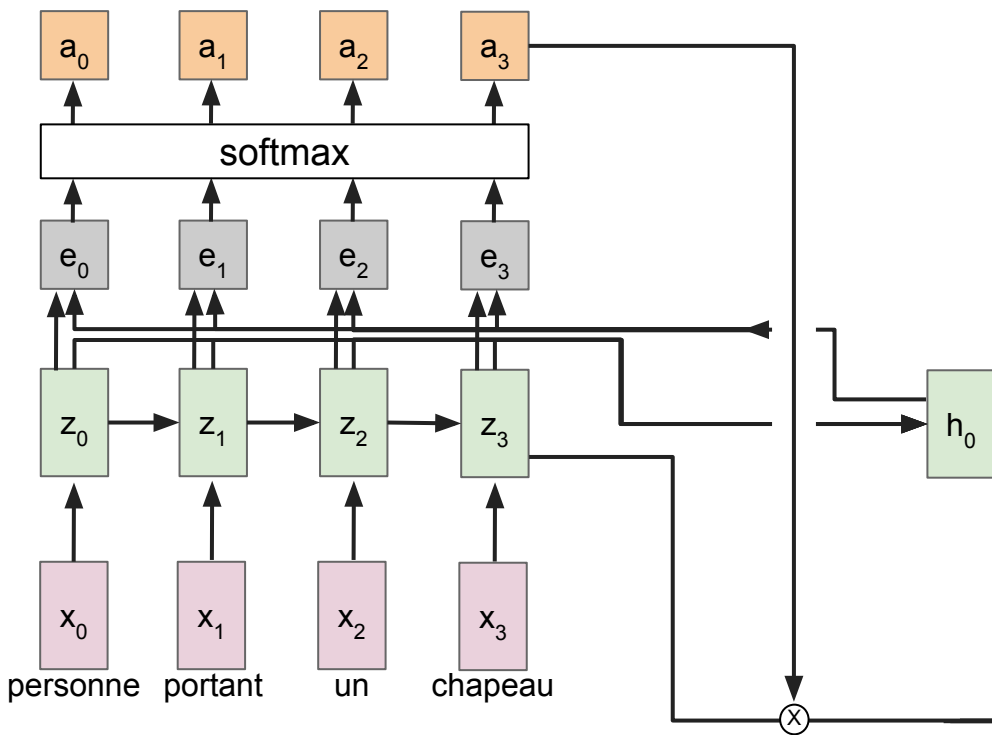 a0 a1 a2 a3
softmax
e0 e1 e2 e3
z0 z1 z2 z3 h0
x0 x1 x2 x3
personne portant un chapeau
X